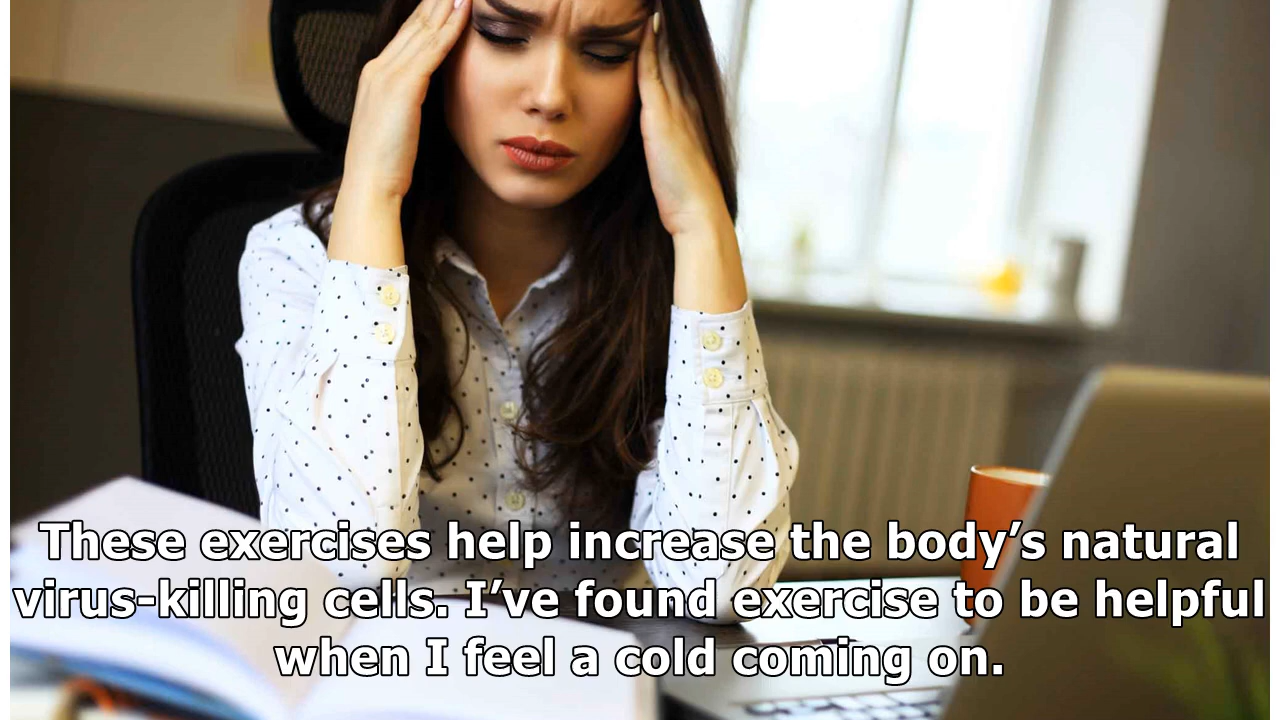 These exercises help increase the body’s natural
virus-killing cells. I’ve found exercise to be helpful
when I feel a cold coming on.